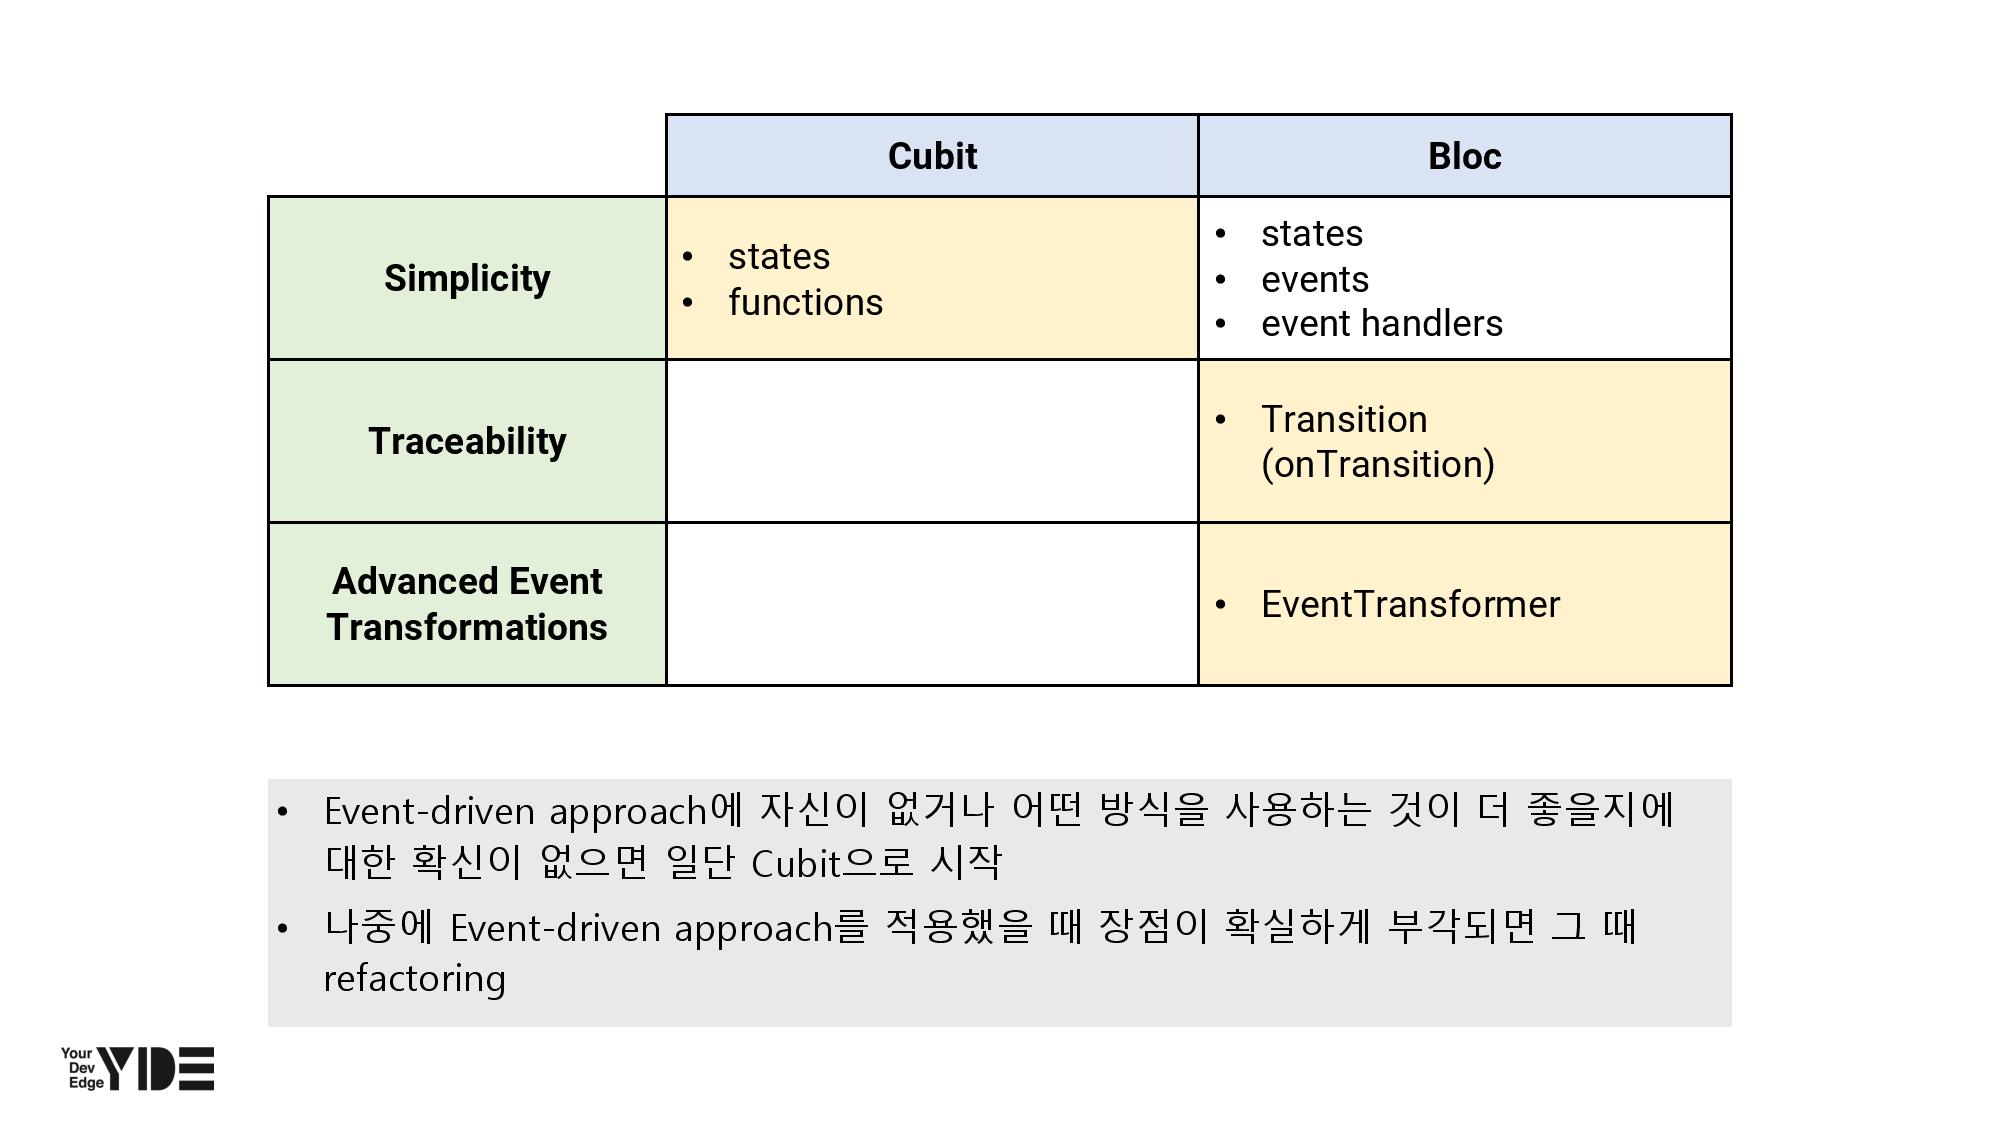 Cubit
Bloc
Simplicity
• states
• functions
• states
• events
• event handlers
Traceability
• Transition
(onTransition)
Advanced Event
Transformations
• EventTransformer
• Event-driven approach에 자신이 없거나 어떤 방식을 사용하는 것이 더 좋을지에
대한 확신이 없으면 일단 Cubit으로 시작
• 나중에 Event-driven approach를 적용했을 때 장점이 확실하게 부각되면 그 때
refactoring
Your
Dev
Edge
YDE